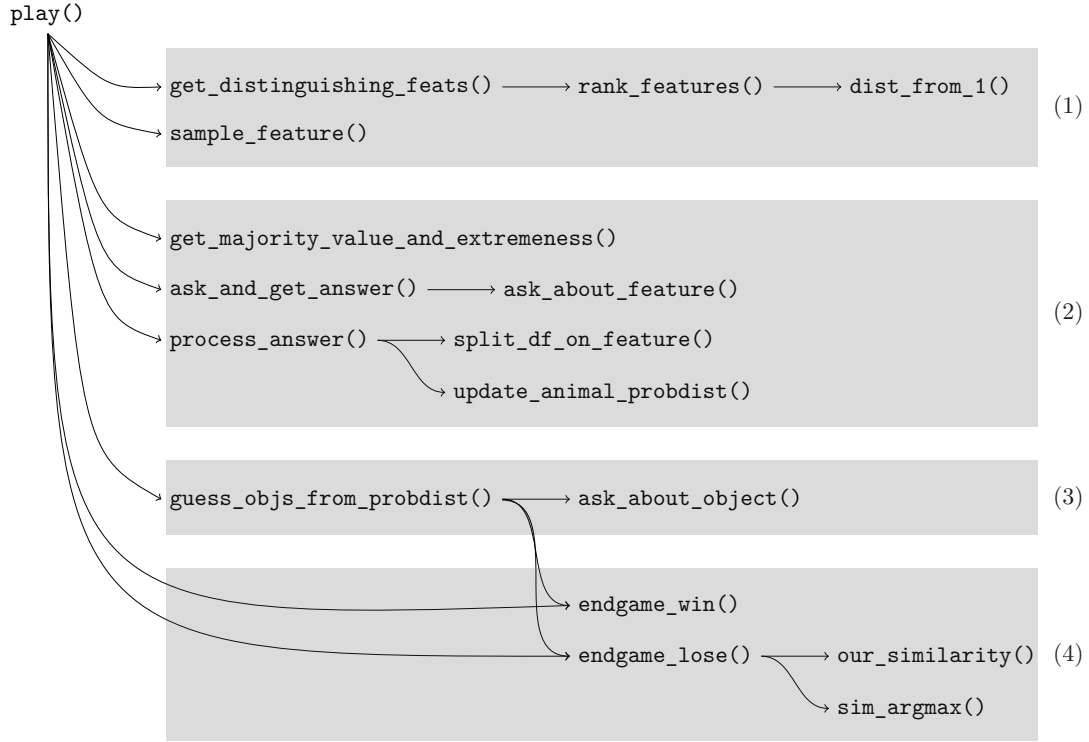 play()
get_distinguishing_feats() rank_features() dist_from_1()
(1)
sample_feature()
get_majority_value_and_extremeness()
ask_and_get_answer() ask_about_feature()
(2)
process_answer() split_df_on_feature()
update_animal_probdist()
guess_objs_from_probdist() ask_about_object() (3)
endgame_win()
endgame_lose() our_similarity() (4)
sim_argmax()